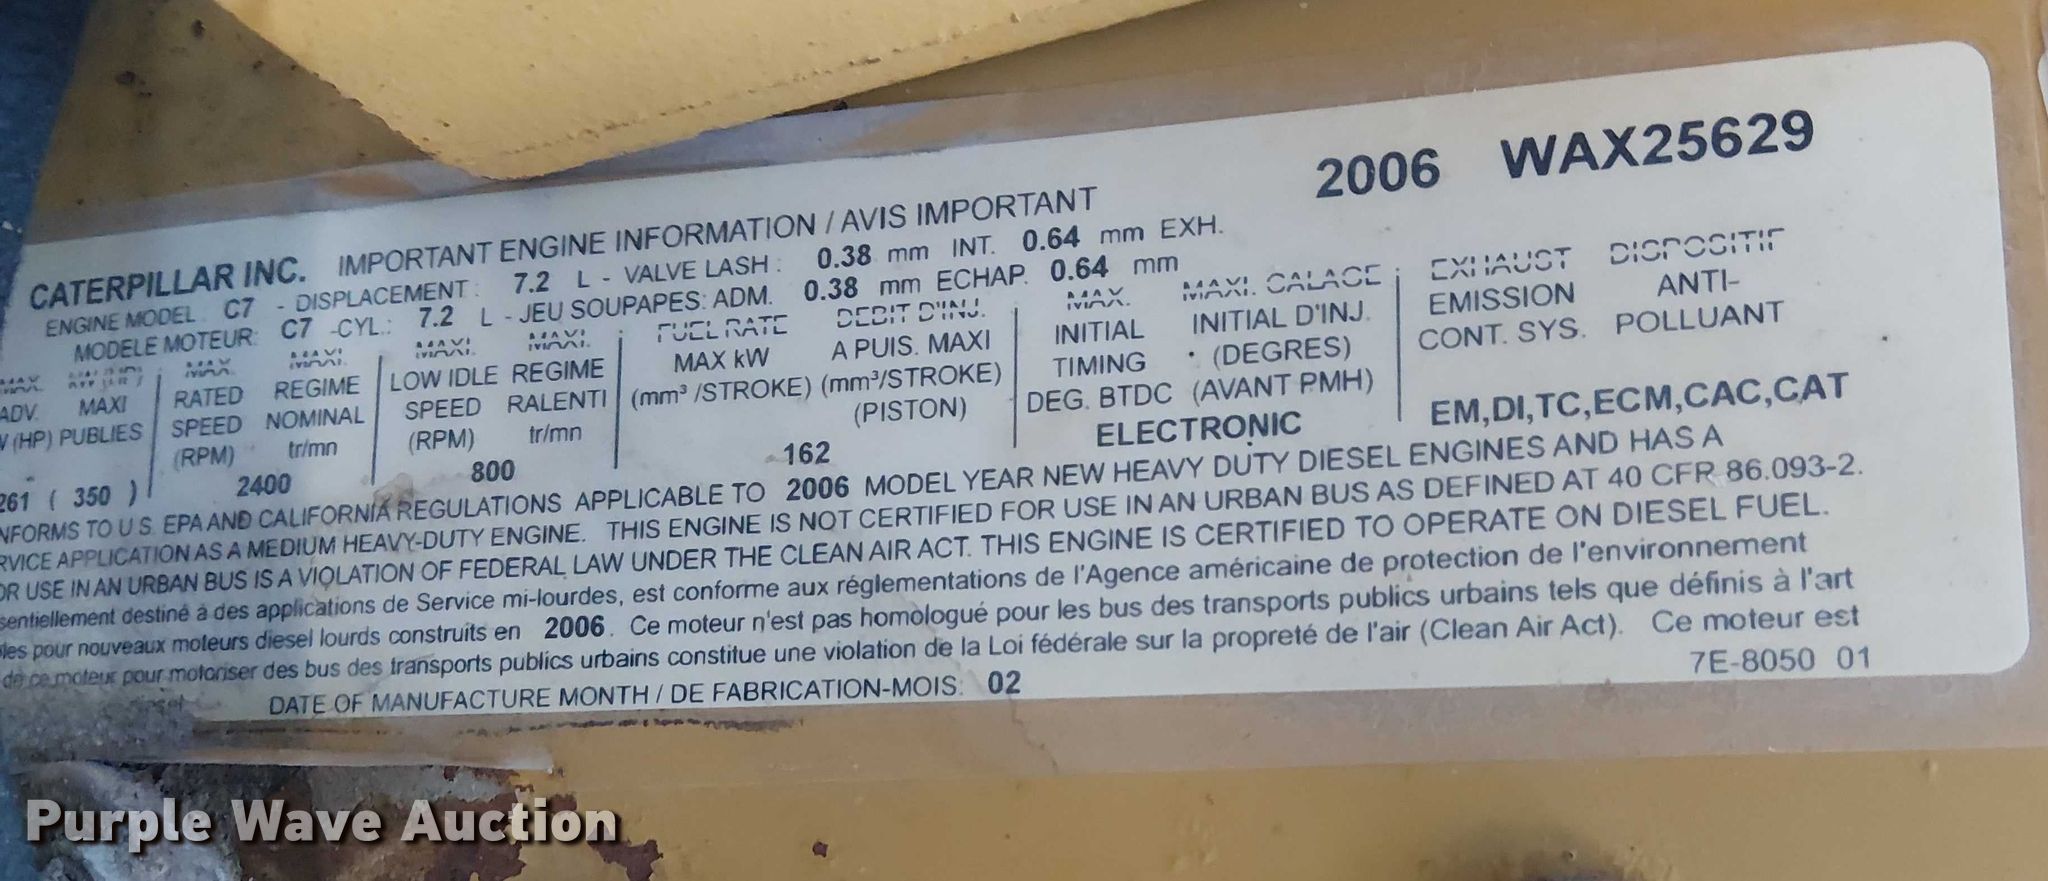 2006 WAX25629
CATERPILLAR INC. IMPORTANT ENGINE INFORMATION / AVIS IMPORTANT
ENGINE MODEL C7 - DISPLACEMENT: 7.2 L - VALVE LASH: 0.38 mm INT. 0.64 mm EXH.
MODELE MOTEUR: C7 -CYL.: 7.2 L - JEU SOUPAPES: ADM. 0.38 mm ECHAP. 0.64 mm
MAX. MAX. MAXI. MAXI. MAXI. FUEL RATE DEBIT D'INJ. MAX. MAXI. CALAGE EXHAUST DISPOSITIF
ADV. MAXI RATED REGIME LOW IDLE REGIME MAX kW A PUIS. MAXI INITIAL INITIAL D'INJ. EMISSION ANTI-
(HP) PUBLIES SPEED NOMINAL SPEED RALENTI (mm³/STROKE) (mm³/STROKE) TIMING (DEGRES) CONT. SYS. POLLUANT
(RPM) tr/mn (RPM) tr/mn (PISTON) DEG. BTDC (AVANT PMH)
261 ( 350 ) 2400 800 162 ELECTRONIC EM,DI,TC,ECM,CAC,CAT
NFORMS TO U.S. EPA AND CALIFORNIA REGULATIONS APPLICABLE TO 2006 MODEL YEAR NEW HEAVY DUTY DIESEL ENGINES AND HAS A
RVICE APPLICATION AS A MEDIUM HEAVY-DUTY ENGINE. THIS ENGINE IS NOT CERTIFIED FOR USE IN AN URBAN BUS AS DEFINED AT 40 CFR 86.093-2.
OR USE IN AN URBAN BUS IS A VIOLATION OF FEDERAL LAW UNDER THE CLEAN AIR ACT. THIS ENGINE IS CERTIFIED TO OPERATE ON DIESEL FUEL.
sentiellement destiné à des applications de Service mi-lourdes, est conforme aux réglementations de l'Agence américaine de protection de l'environnement
les pour nouveaux moteurs diesel lourds construits en 2006. Ce moteur n'est pas homologué pour les bus des transports publics urbains tels que définis à l'art
de ce moteur pour motoriser des bus des transports publics urbains constitue une violation de la Loi fédérale sur la propreté de l'air (Clean Air Act). Ce moteur est
diesel
DATE OF MANUFACTURE MONTH / DE FABRICATION-MOIS: 02
7E-8050 01
Purple Wave Auction